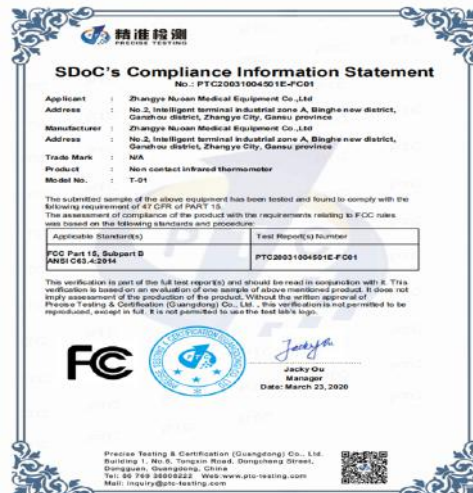 精准检测
PRECISE TESTING
SDoC's Compliance Information Statement
No.: PTC20031004501E-FC01
Applicant : Zhangye Nuoan Medical Equipment Co.,Ltd
Address : No.2, Intelligent terminal industrial zone A, Binghe new district,
Ganzhou district, Zhangye City, Gansu province
Manufacturer : Zhangye Nuoan Medical Equipment Co.,Ltd
Address : No.2, Intelligent terminal industrial zone A, Binghe new district,
Ganzhou district, Zhangye City, Gansu province
Trade Mark : N/A
Product : Non contact infrared thermometer
Model No. : T-01
The submitted sample of the above equipment has been tested and found to comply with the
following requirement of 47 CFR of PART 15.
The assessment of compliance of the product with the requirements relating to FCC rules
was based on the following standards and procedure:
Applicable Standard(s) Test Report(s) Number
FCC Part 15, Subpart B
ANSI C63.4:2014
PTC20031004501E-FC01
This verification is part of the full test report(s) and should be read in conjunction with it. This
verification is based on an evaluation of one sample of above mentioned product. It does not
imply assessment of the production of the product. Without the written approval of
Precise Testing & Certification (Guangdong) Co., Ltd. , this verification is not permitted to be
reproduced, except in full. It is not permitted to use the test lab's logo.
FC
PRECISE TESTING & CERTIFICATION (GUANGDONG) CO., LTD
Jacky Ou
Jacky Ou
Manager
Date: March 23, 2020
Precise Testing & Certification (Guangdong) Co., Ltd.
Building 1, No.6, Tongxin Road, Dongcheng Street,
Dongguan, Guangdong, China
Tel: 86 769 38808222 Web:www.ptc-testing.com
Mail: inquiry@ptc-testing.com